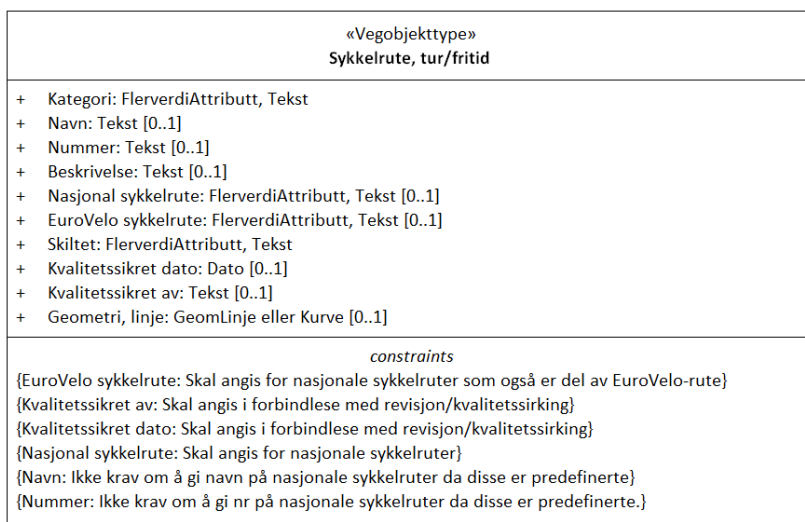 «Vegobjekttype»
Sykkelrute, tur/fritid
+ Kategori: FlerverdiAttributt, Tekst
+ Navn: Tekst [0..1]
+ Nummer: Tekst [0..1]
+ Beskrivelse: Tekst [0..1]
+ Nasjonal sykkelrute: FlerverdiAttributt, Tekst [0..1]
+ EuroVelo sykkelrute: FlerverdiAttributt, Tekst [0..1]
+ Skiltet: FlerverdiAttributt, Tekst
+ Kvalitetssikret dato: Dato [0..1]
+ Kvalitetssikret av: Tekst [0..1]
+ Geometri, linje: GeomLinje eller Kurve [0..1]
constraints
{EuroVelo sykkelrute: Skal angis for nasjonale sykkelruter som også er del av EuroVelo-rute}
{Kvalitetssikret av: Skal angis i forbindlese med revisjon/kvalitetssirking}
{Kvalitetssikret dato: Skal angis i forbindlese med revisjon/kvalitetssirking}
{Nasjonal sykkelrute: Skal angis for nasjonale sykkelruter}
{Navn: Ikke krav om å gi navn på nasjonale sykkelruter da disse er predefinerte}
{Nummer: Ikke krav om å gi nr på nasjonale sykkelruter da disse er predefinerte.}